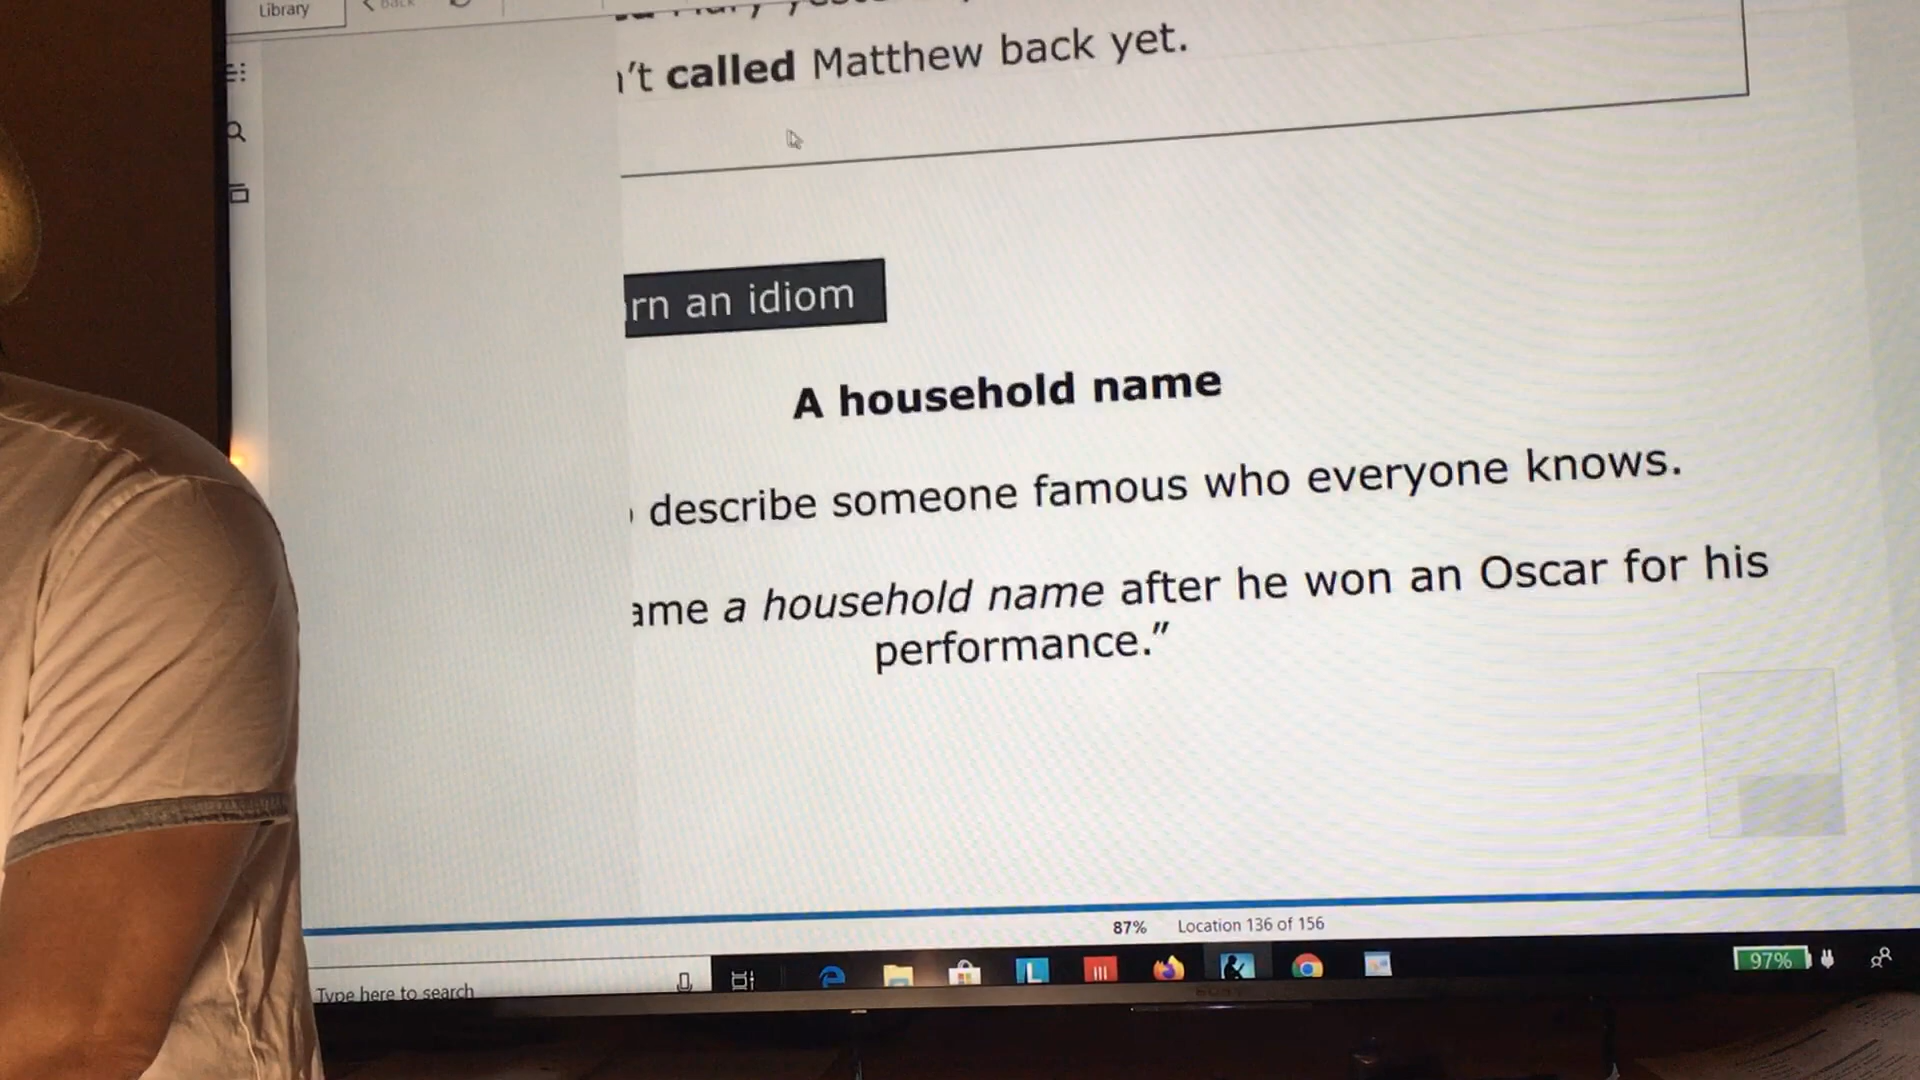 Library
Back
't called Matthew back yet.
rn an idiom
A household name
describe someone famous who everyone knows.
ame a household name after he won an Oscar for his
performance.”
87% Location 136 of 156
Type here to search
97%